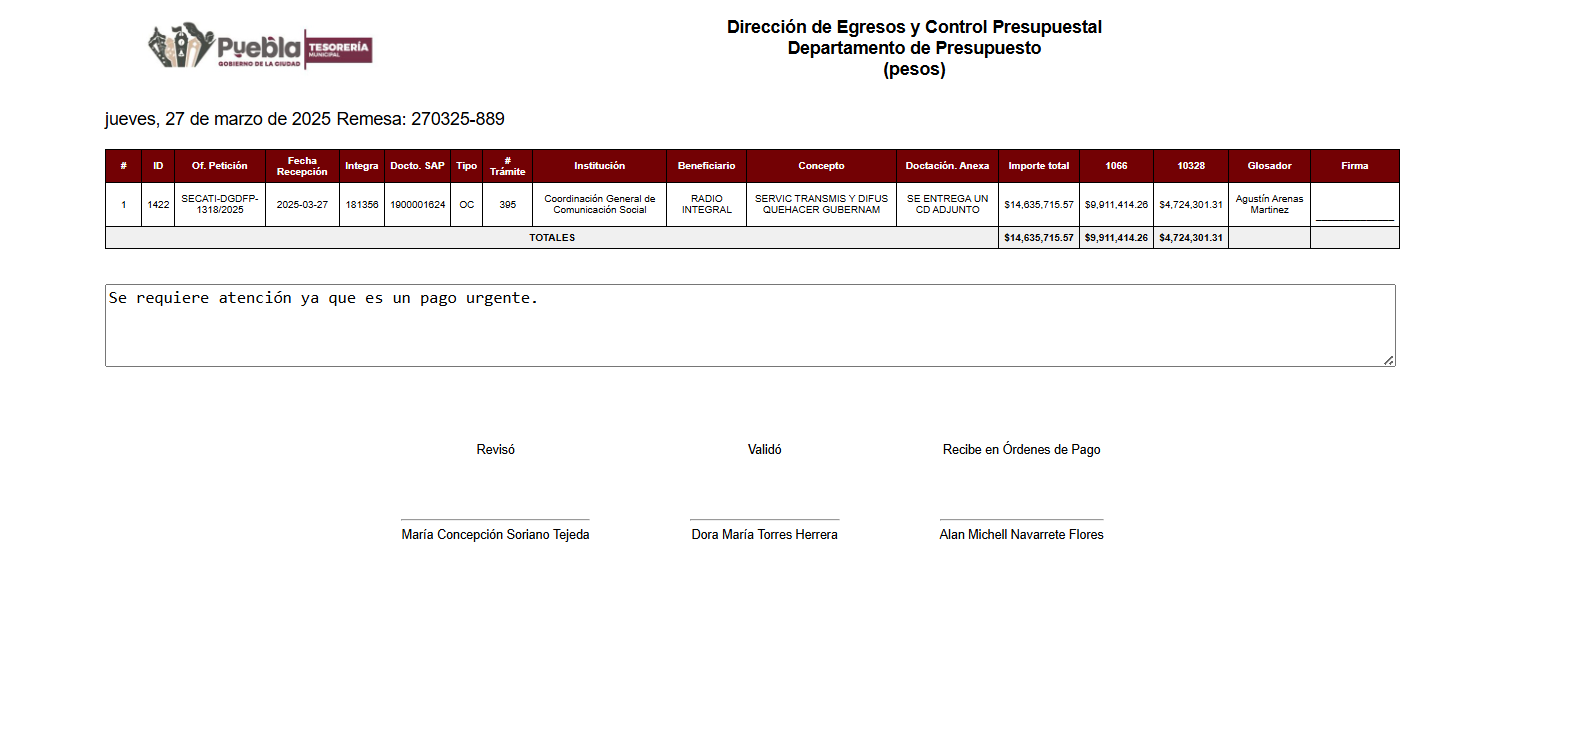 Puebla
GOBIERNO DE LA CIUDAD
TESORERÍA
MUNICIPAL
Dirección de Egresos y Control Presupuestal
Departamento de Presupuesto
(pesos)
jueves, 27 de marzo de 2025 Remesa: 270325-889
# ID Of. Petición Fecha Recepción Integra Docto. SAP Tipo # Trámite Institución Beneficiario Concepto Doctación. Anexa Importe total 1066 10328 Glosador Firma
1 1422 SECATI-DGDFP-1318/2025 2025-03-27 181356 1900001624 OC 395 Coordinación General de Comunicación Social RADIO INTEGRAL SERVIC TRANSMIS Y DIFUS QUEHACER GUBERNAM SE ENTREGA UN CD ADJUNTO $14,635,715.57 $9,911,414.26 $4,724,301.31 Agustín Arenas Martinez
TOTALES $14,635,715.57 $9,911,414.26 $4,724,301.31
Se requiere atención ya que es un pago urgente.
Revisó Validó Recibe en Órdenes de Pago
María Concepción Soriano Tejeda Dora María Torres Herrera Alan Michell Navarrete Flores